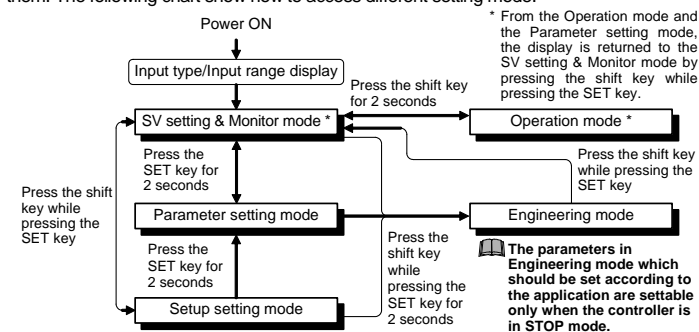 them. The following chart show how to access different setting mode.
Power ON
* From the Operation mode and
the Parameter setting mode,
the display is returned to the
SV setting & Monitor mode by
pressing the shift key while
pressing the SET key.
Input type/Input range display
Press the shift key
for 2 seconds
SV setting & Monitor mode *
Operation mode *
Press the
SET key for
2 seconds
Press the shift key
while pressing the
SET key
Press the shift
key while
pressing the
SET key
Parameter setting mode
Engineering mode
Press the
SET key for
2 seconds
Press the
shift key
while
pressing the
SET key for
2 seconds
The parameters in
Engineering mode which
should be set according to
the application are settable
only when the controller is
in STOP mode.
Setup setting mode